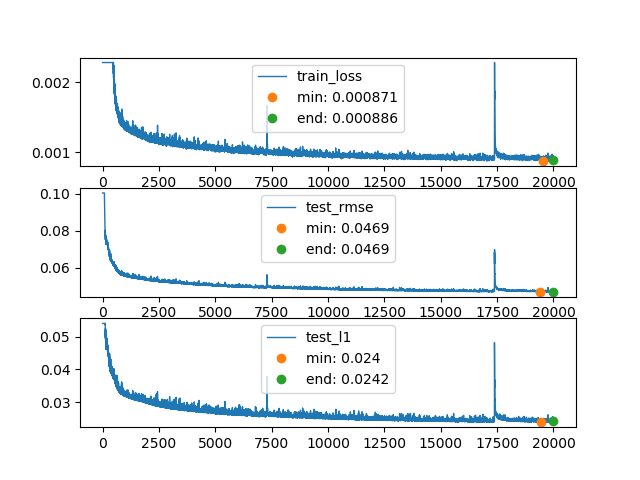 train_loss
min: 0.000871
end: 0.000886
0.002
0.001
0 2500 5000 7500 10000 12500 15000 17500 20000
test_rmse
min: 0.0469
end: 0.0469
0.10
0.08
0.06
0 2500 5000 7500 10000 12500 15000 17500 20000
test_l1
min: 0.024
end: 0.0242
0.05
0.04
0.03
0 2500 5000 7500 10000 12500 15000 17500 20000